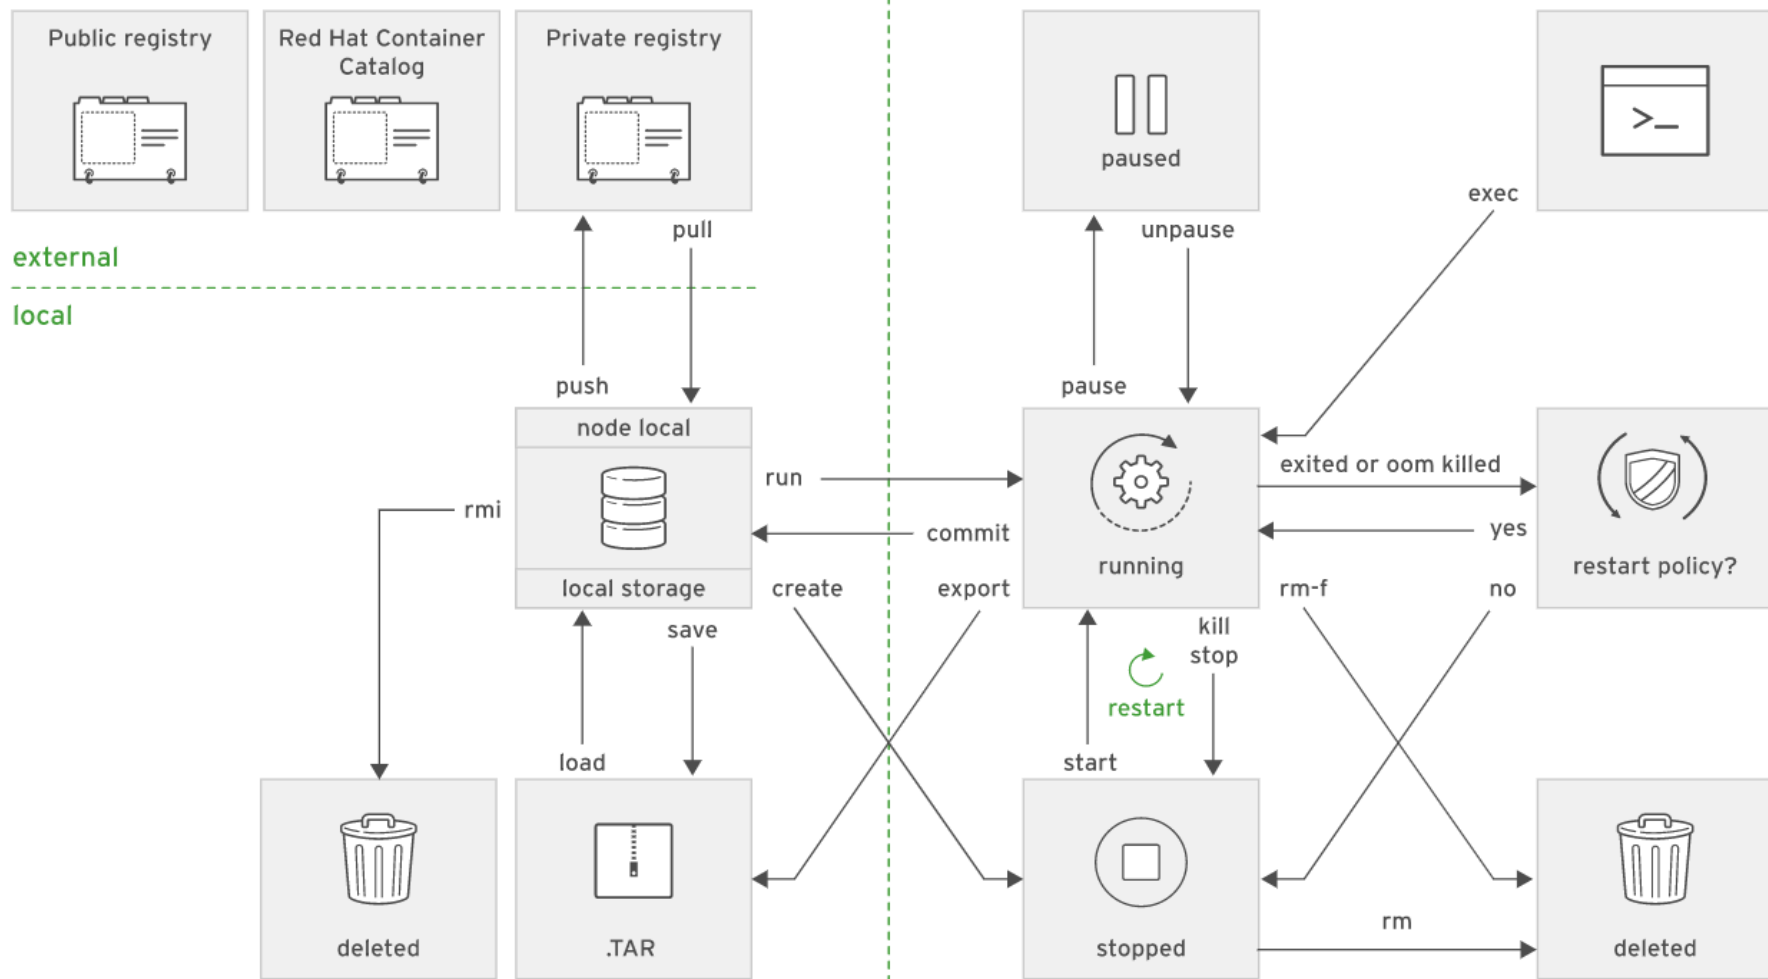 Public registry
Red Hat Container
Catalog
Private registry
paused
>_
exec
pull
unpause
external
local
push
pause
node local
run
exited or oom killed
rmi
commit
yes
running
restart policy?
local storage
create
export
rm-f
no
save
kill
stop
restart
load
start
deleted
.TAR
stopped
rm
deleted